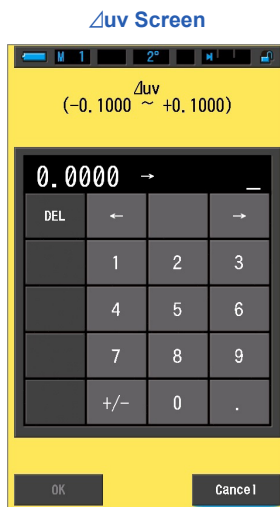 ⊿uv Screen
M 1 2°
⊿uv
(-0.1000 ~ +0.1000)
0.0000 → _
DEL ← →
1 2 3
4 5 6
7 8 9
+/- 0 .
OK Cancel